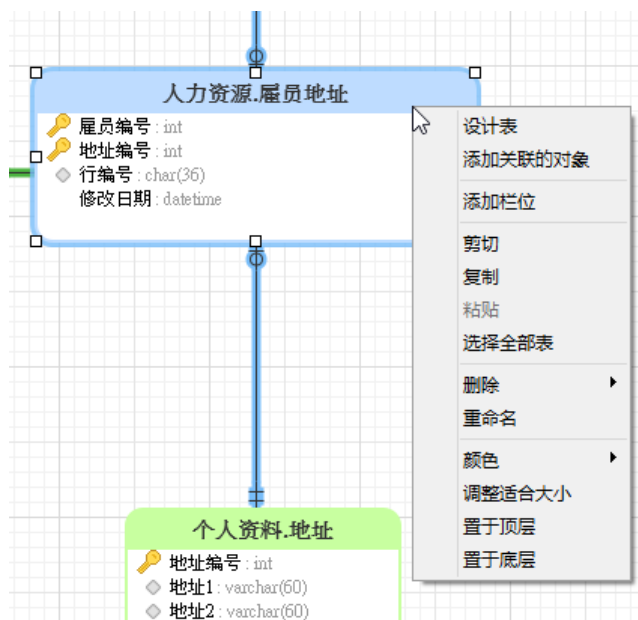 人力资源.雇员地址
雇员编号 : int
地址编号 : int
行编号 : char(36)
修改日期 : datetime
设计表
添加关联的对象
添加栏位
剪切
复制
粘贴
选择全部表
删除
重命名
颜色
调整适合大小
置于顶层
置于底层
个人资料.地址
地址编号 : int
地址1 : varchar(60)
地址2 : varchar(60)